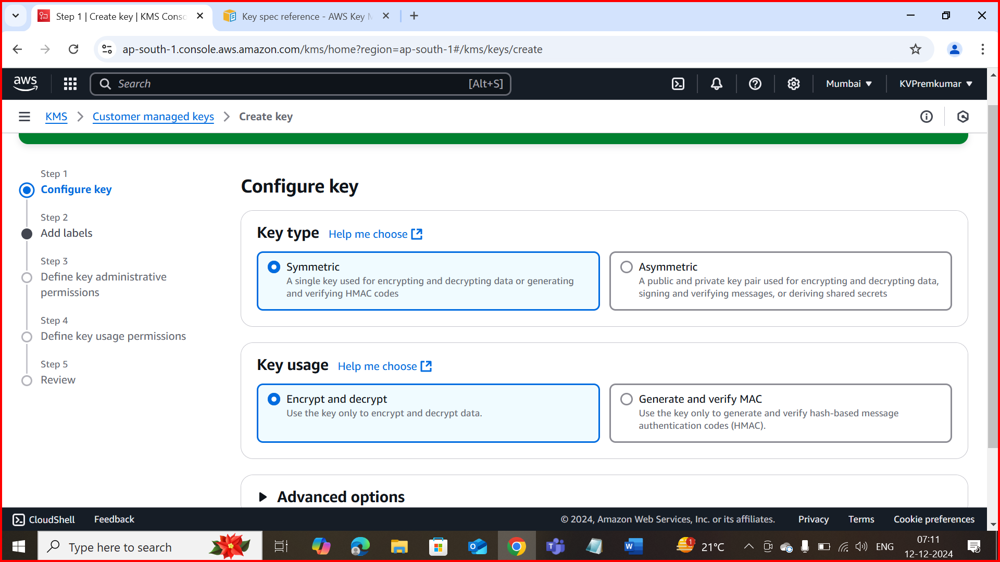 Step 1 | Create key | KMS Conso
Key spec reference - AWS Key M
ap-south-1.console.aws.amazon.com/kms/home?region=ap-south-1#/kms/keys/create
aws
Search
[Alt+S]
Mumbai
KVPremkumar
KMS
Customer managed keys
Create key
Step 1
Configure key
Step 2
Add labels
Step 3
Define key administrative
permissions
Step 4
Define key usage permissions
Step 5
Review
Configure key
Key type Help me choose
Symmetric
A single key used for encrypting and decrypting data or generating
and verifying HMAC codes
Asymmetric
A public and private key pair used for encrypting and decrypting data,
signing and verifying messages, or deriving shared secrets
Key usage Help me choose
Encrypt and decrypt
Use the key only to encrypt and decrypt data.
Generate and verify MAC
Use the key only to generate and verify hash-based message
authentication codes (HMAC).
Advanced options
CloudShell
Feedback
© 2024, Amazon Web Services, Inc. or its affiliates.
Privacy
Terms
Cookie preferences
Type here to search
1
21°C
ENG
07:11
12-12-2024